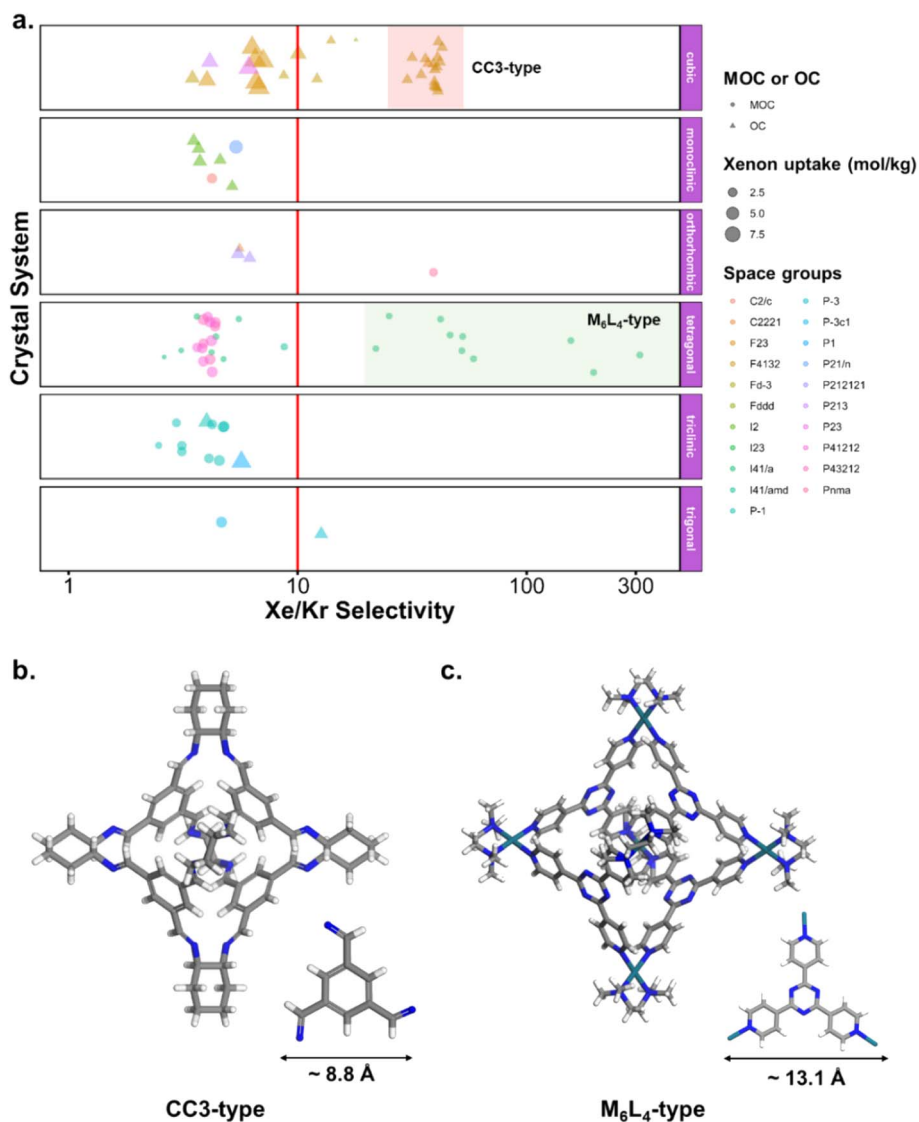 a.
CC3-type
cubic
monoclinic
orthorhombic
M₆L₄-type
tetragonal
triclinic
trigonal
Crystal System
1 10 100 300
Xe/Kr Selectivity
MOC or OC
MOC
OC
Xenon uptake (mol/kg)
2.5
5.0
7.5
Space groups
C2/c P-3
C2221 P-3c1
F23 P1
F4132 P21/n
Fd-3 P212121
Fddd P213
I2 P23
I23 P41212
I41/a P43212
I41/amd Pnma
P-1
b.
~ 8.8 Å
CC3-type
c.
~ 13.1 Å
M₆L₄-type